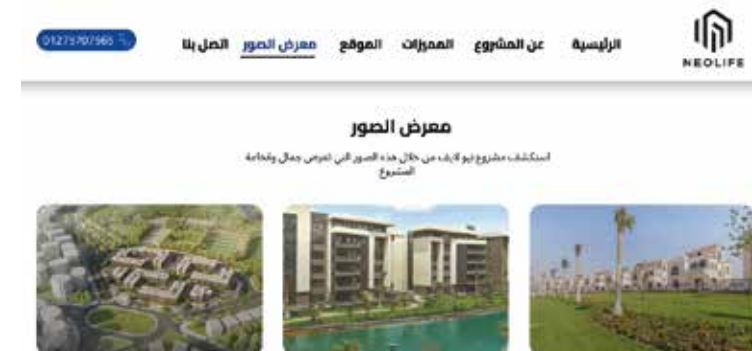 NEOLIFE
الرئيسية
عن المشروع
المميزات
الموقع
معرض الصور
اتصل بنا
معرض الصور
استكشف مشروع نيو لايف من خلال هذه الصور التي تعرض جمال وفخامة
المشروع